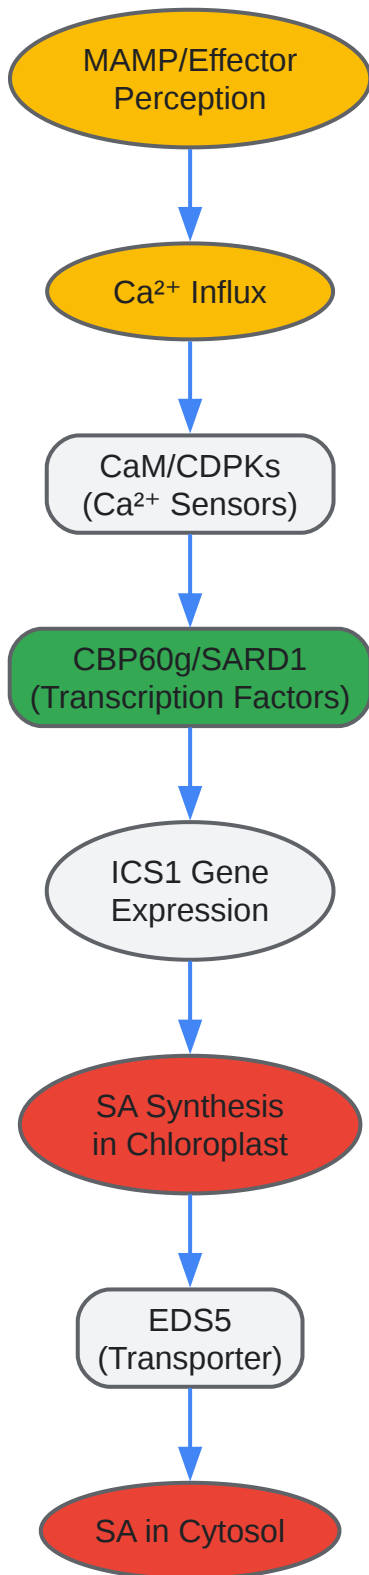 MAMP/Effector
Perception
Ca²⁺ Influx
CaM/CDPKs
(Ca²⁺ Sensors)
CBP60g/SARD1
(Transcription Factors)
ICS1 Gene
Expression
SA Synthesis
in Chloroplast
EDS5
(Transporter)
SA in Cytosol